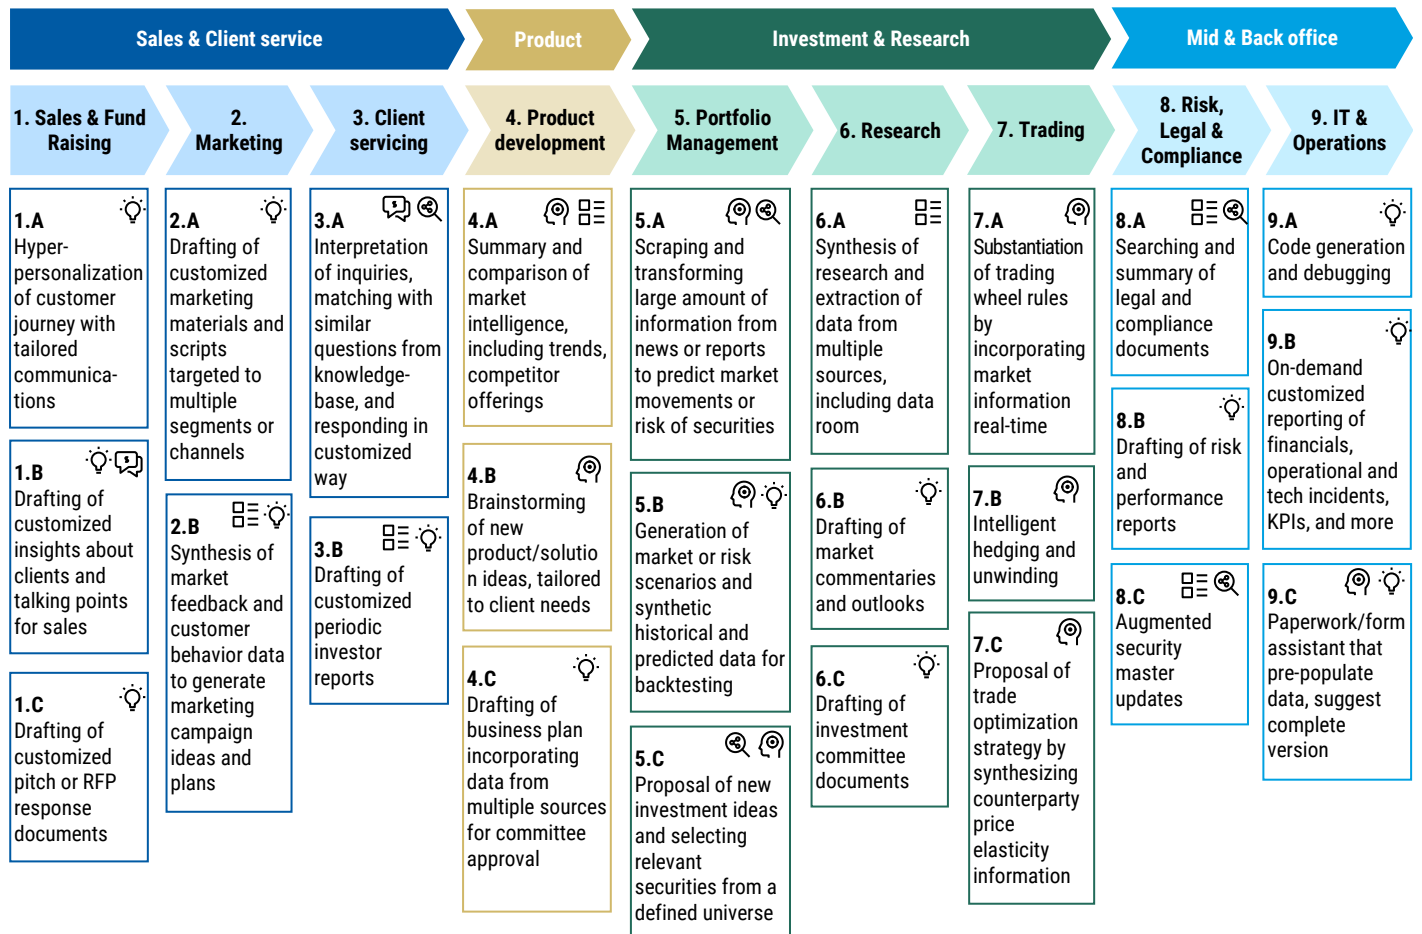 Sales & Client service
Product
Investment & Research
Mid & Back office
1. Sales & Fund
Raising
2.
Marketing
3. Client
servicing
4. Product
development
5. Portfolio
Management
6. Research
7. Trading
8. Risk,
Legal &
Compliance
9. IT &
Operations
1.A
Hyper-
personalization
of customer
journey with
tailored
communica-
tions
1.B
Drafting of
customized
insights about
clients and
talking points
for sales
1.C
Drafting of
customized
pitch or RFP
response
documents
2.A
Drafting of
customized
marketing
materials and
scripts
targeted to
multiple
segments or
channels
2.B
Synthesis of
market
feedback and
customer
behavior data
to generate
marketing
campaign
ideas and
plans
3.A
Interpretation
of inquiries,
matching with
similar
questions from
knowledge-
base, and
responding in
customized
way
3.B
Drafting of
customized
periodic
investor
reports
4.A
Summary and
comparison of
market
intelligence,
including trends,
competitor
offerings
4.B
Brainstorming
of new
product/solutio
n ideas, tailored
to client needs
4.C
Drafting of
business plan
incorporating
data from
multiple sources
for committee
approval
5.A
Scraping and
transforming
large amount of
information from
news or reports
to predict market
movements or
risk of securities
5.B
Generation of
market or risk
scenarios and
synthetic
historical and
predicted data for
backtesting
5.C
Proposal of new
investment ideas
and selecting
relevant
securities from a
defined universe
6.A
Synthesis of
research and
extraction of
data from
multiple
sources,
including data
room
6.B
Drafting of
market
commentaries
and outlooks
6.C
Drafting of
investment
committee
documents
7.A
Substantiation
of trading
wheel rules
by
incorporating
market
information
real-time
7.B
Intelligent
hedging and
unwinding
7.C
Proposal of
trade
optimization
strategy by
synthesizing
counterparty
price
elasticity
information
8.A
Searching and
summary of
legal and
compliance
documents
8.B
Drafting of risk
and
performance
reports
8.C
Augmented
security
master
updates
9.A
Code generation
and debugging
9.B
On-demand
customized
reporting of
financials,
operational and
tech incidents,
KPIs, and more
9.C
Paperwork/form
assistant that
pre-populate
data, suggest
complete
version